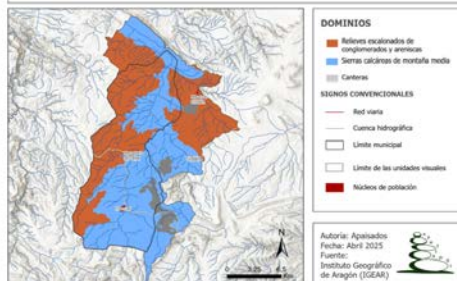 DOMINIOS
Relieves escalonados de
conglomerados y areniscas
Sierras calcáreas de montaña media
Canteras
SIGNOS CONVENCIONALES
Red viaria
Cuenca hidrográfica
Límite municipal
Límite de las unidades visuales
Núcleos de población
N
Km
Autoría: Apaisados
Fecha: Abril 2025
Fuente:
Instituto Geográfico
de Aragón (IGEAR)